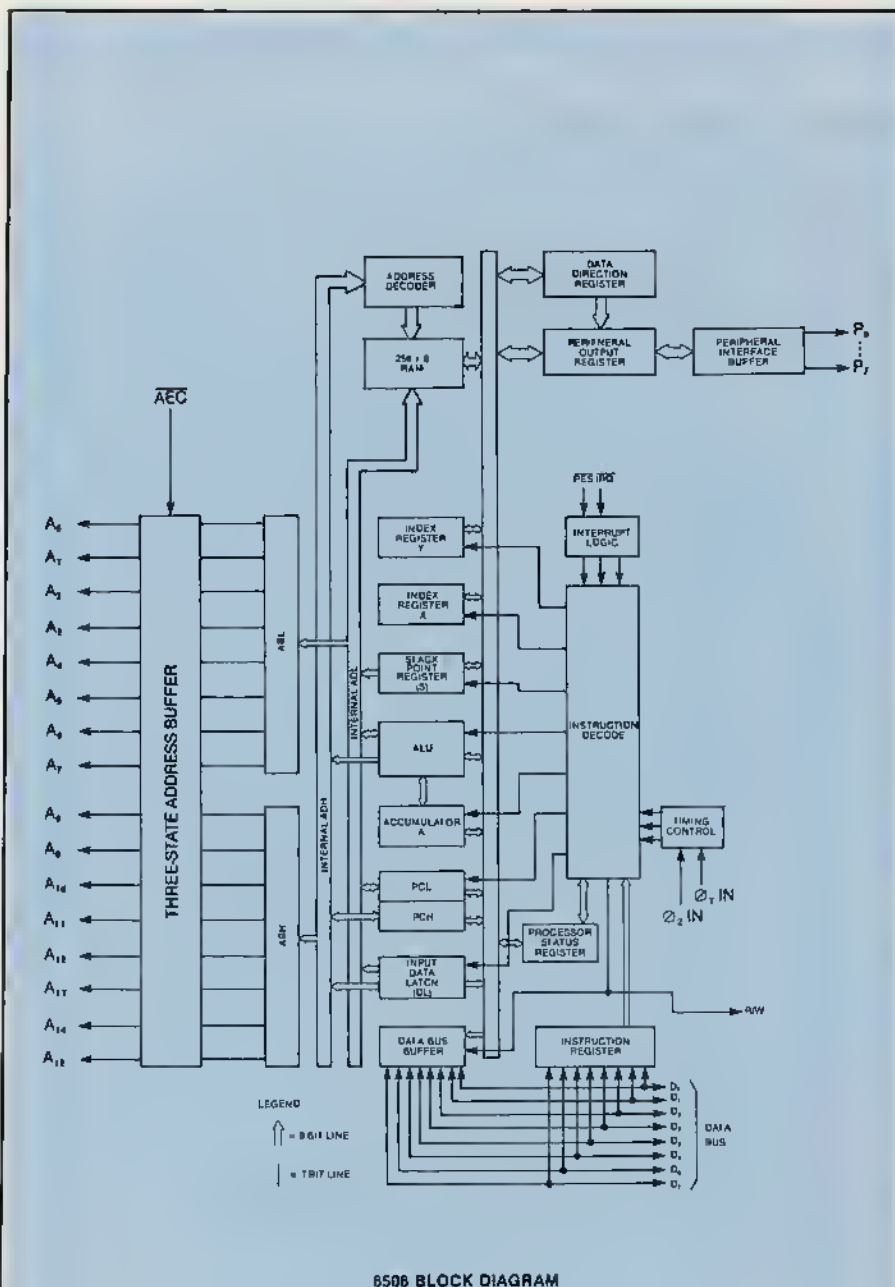 ADDRESS
DECODER
256 x 8
RAM
DATA
DIRECTION
REGISTER
PERIPHERAL
OUTPUT
REGISTER
PERIPHERAL
INTERFACE
BUFFER
P₀
P₇
AEC
RES IRQ
INTERRUPT
LOGIC
A₀
A₁
A₂
A₃
A₄
A₅
A₆
A₇
A₈
A₉
A₁₀
A₁₁
A₁₂
A₁₃
A₁₄
A₁₅
THREE-STATE ADDRESS BUFFER
ABL
ABH
INTERNAL ADH
INTERNAL ADL
INDEX
REGISTER
Y
INDEX
REGISTER
STACK
POINT
REGISTER
(S)
ALU
ACCUMULATOR
A
PCL
PCH
INPUT
DATA
LATCH
(DL)
DATA BUS
BUFFER
INSTRUCTION
DECODE
TIMING
CONTROL
Ø₂ IN
Ø₁ IN
PROCESSOR
STATUS
REGISTER
INSTRUCTION
REGISTER
R/W
D₀
D₁
D₂
D₃
D₄
D₅
D₆
D₇
DATA
BUS
LEGEND
= 8 BIT LINE
= 1 BIT LINE
6508 BLOCK DIAGRAM